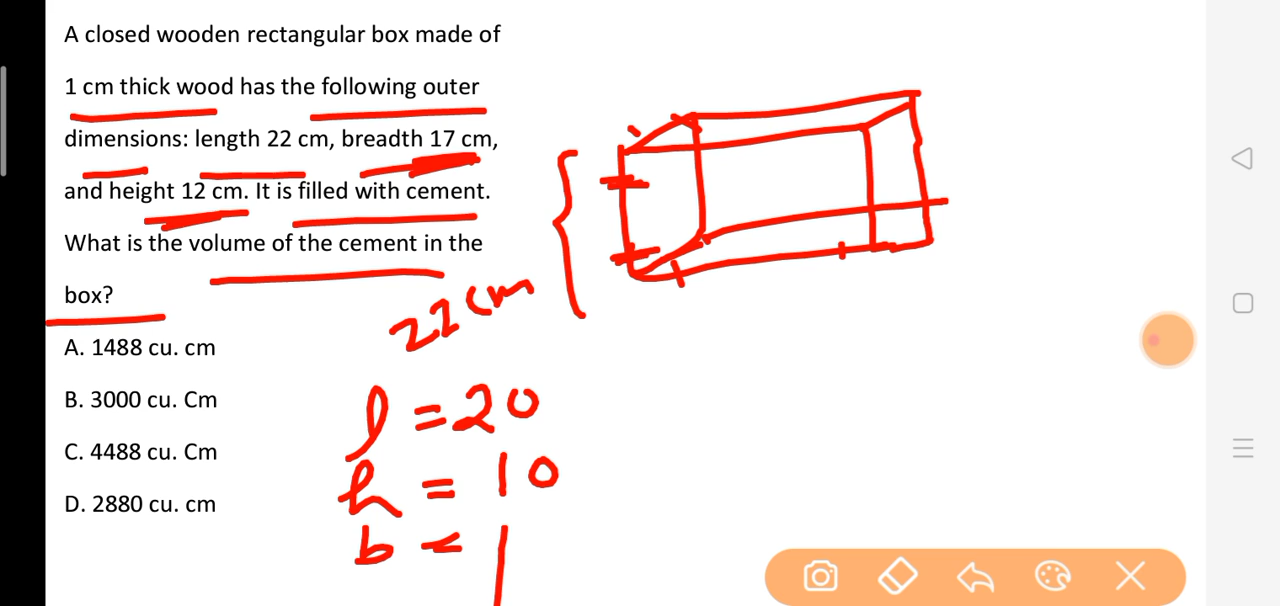 A closed wooden rectangular box made of
1 cm thick wood has the following outer
dimensions: length 22 cm, breadth 17 cm,
and height 12 cm. It is filled with cement.
What is the volume of the cement in the
box?
22 cm
A. 1488 cu. cm
B. 3000 cu. Cm
C. 4488 cu. Cm
D. 2880 cu. cm
l = 20
h = 10
b = 1